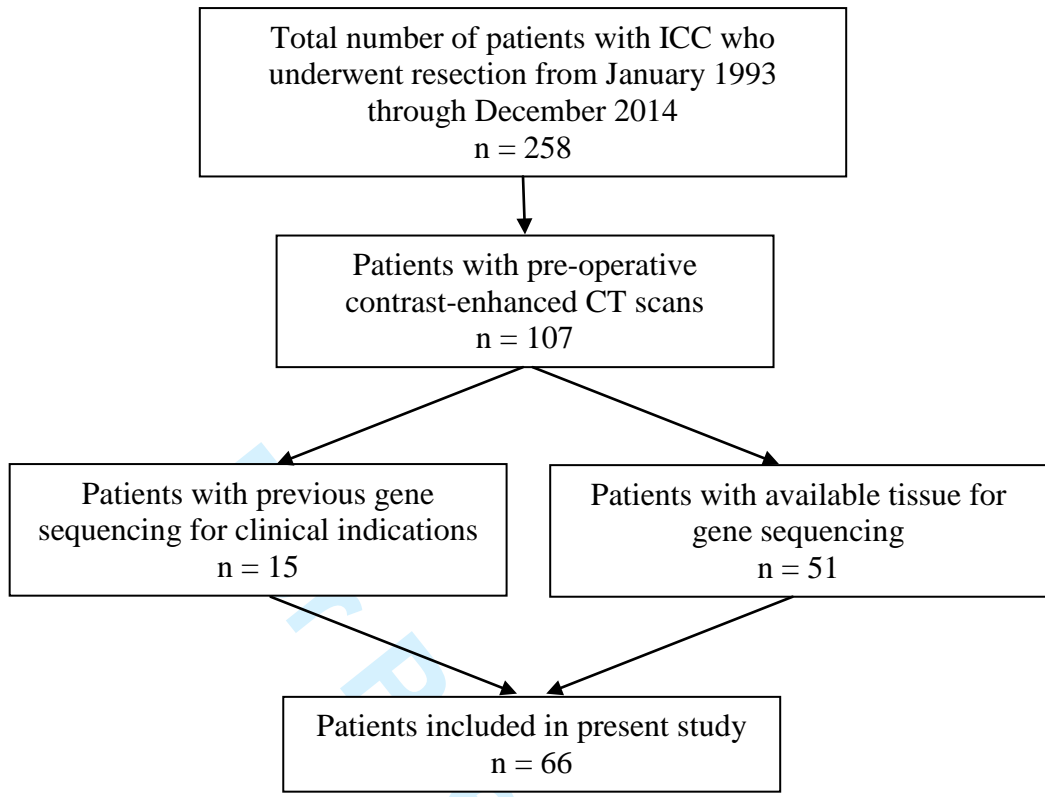 Total number of patients with ICC who
underwent resection from January 1993
through December 2014
n = 258
Patients with pre-operative
contrast-enhanced CT scans
n = 107
Patients with previous gene
sequencing for clinical indications
n = 15
Patients with available tissue for
gene sequencing
n = 51
Patients included in present study
n = 66